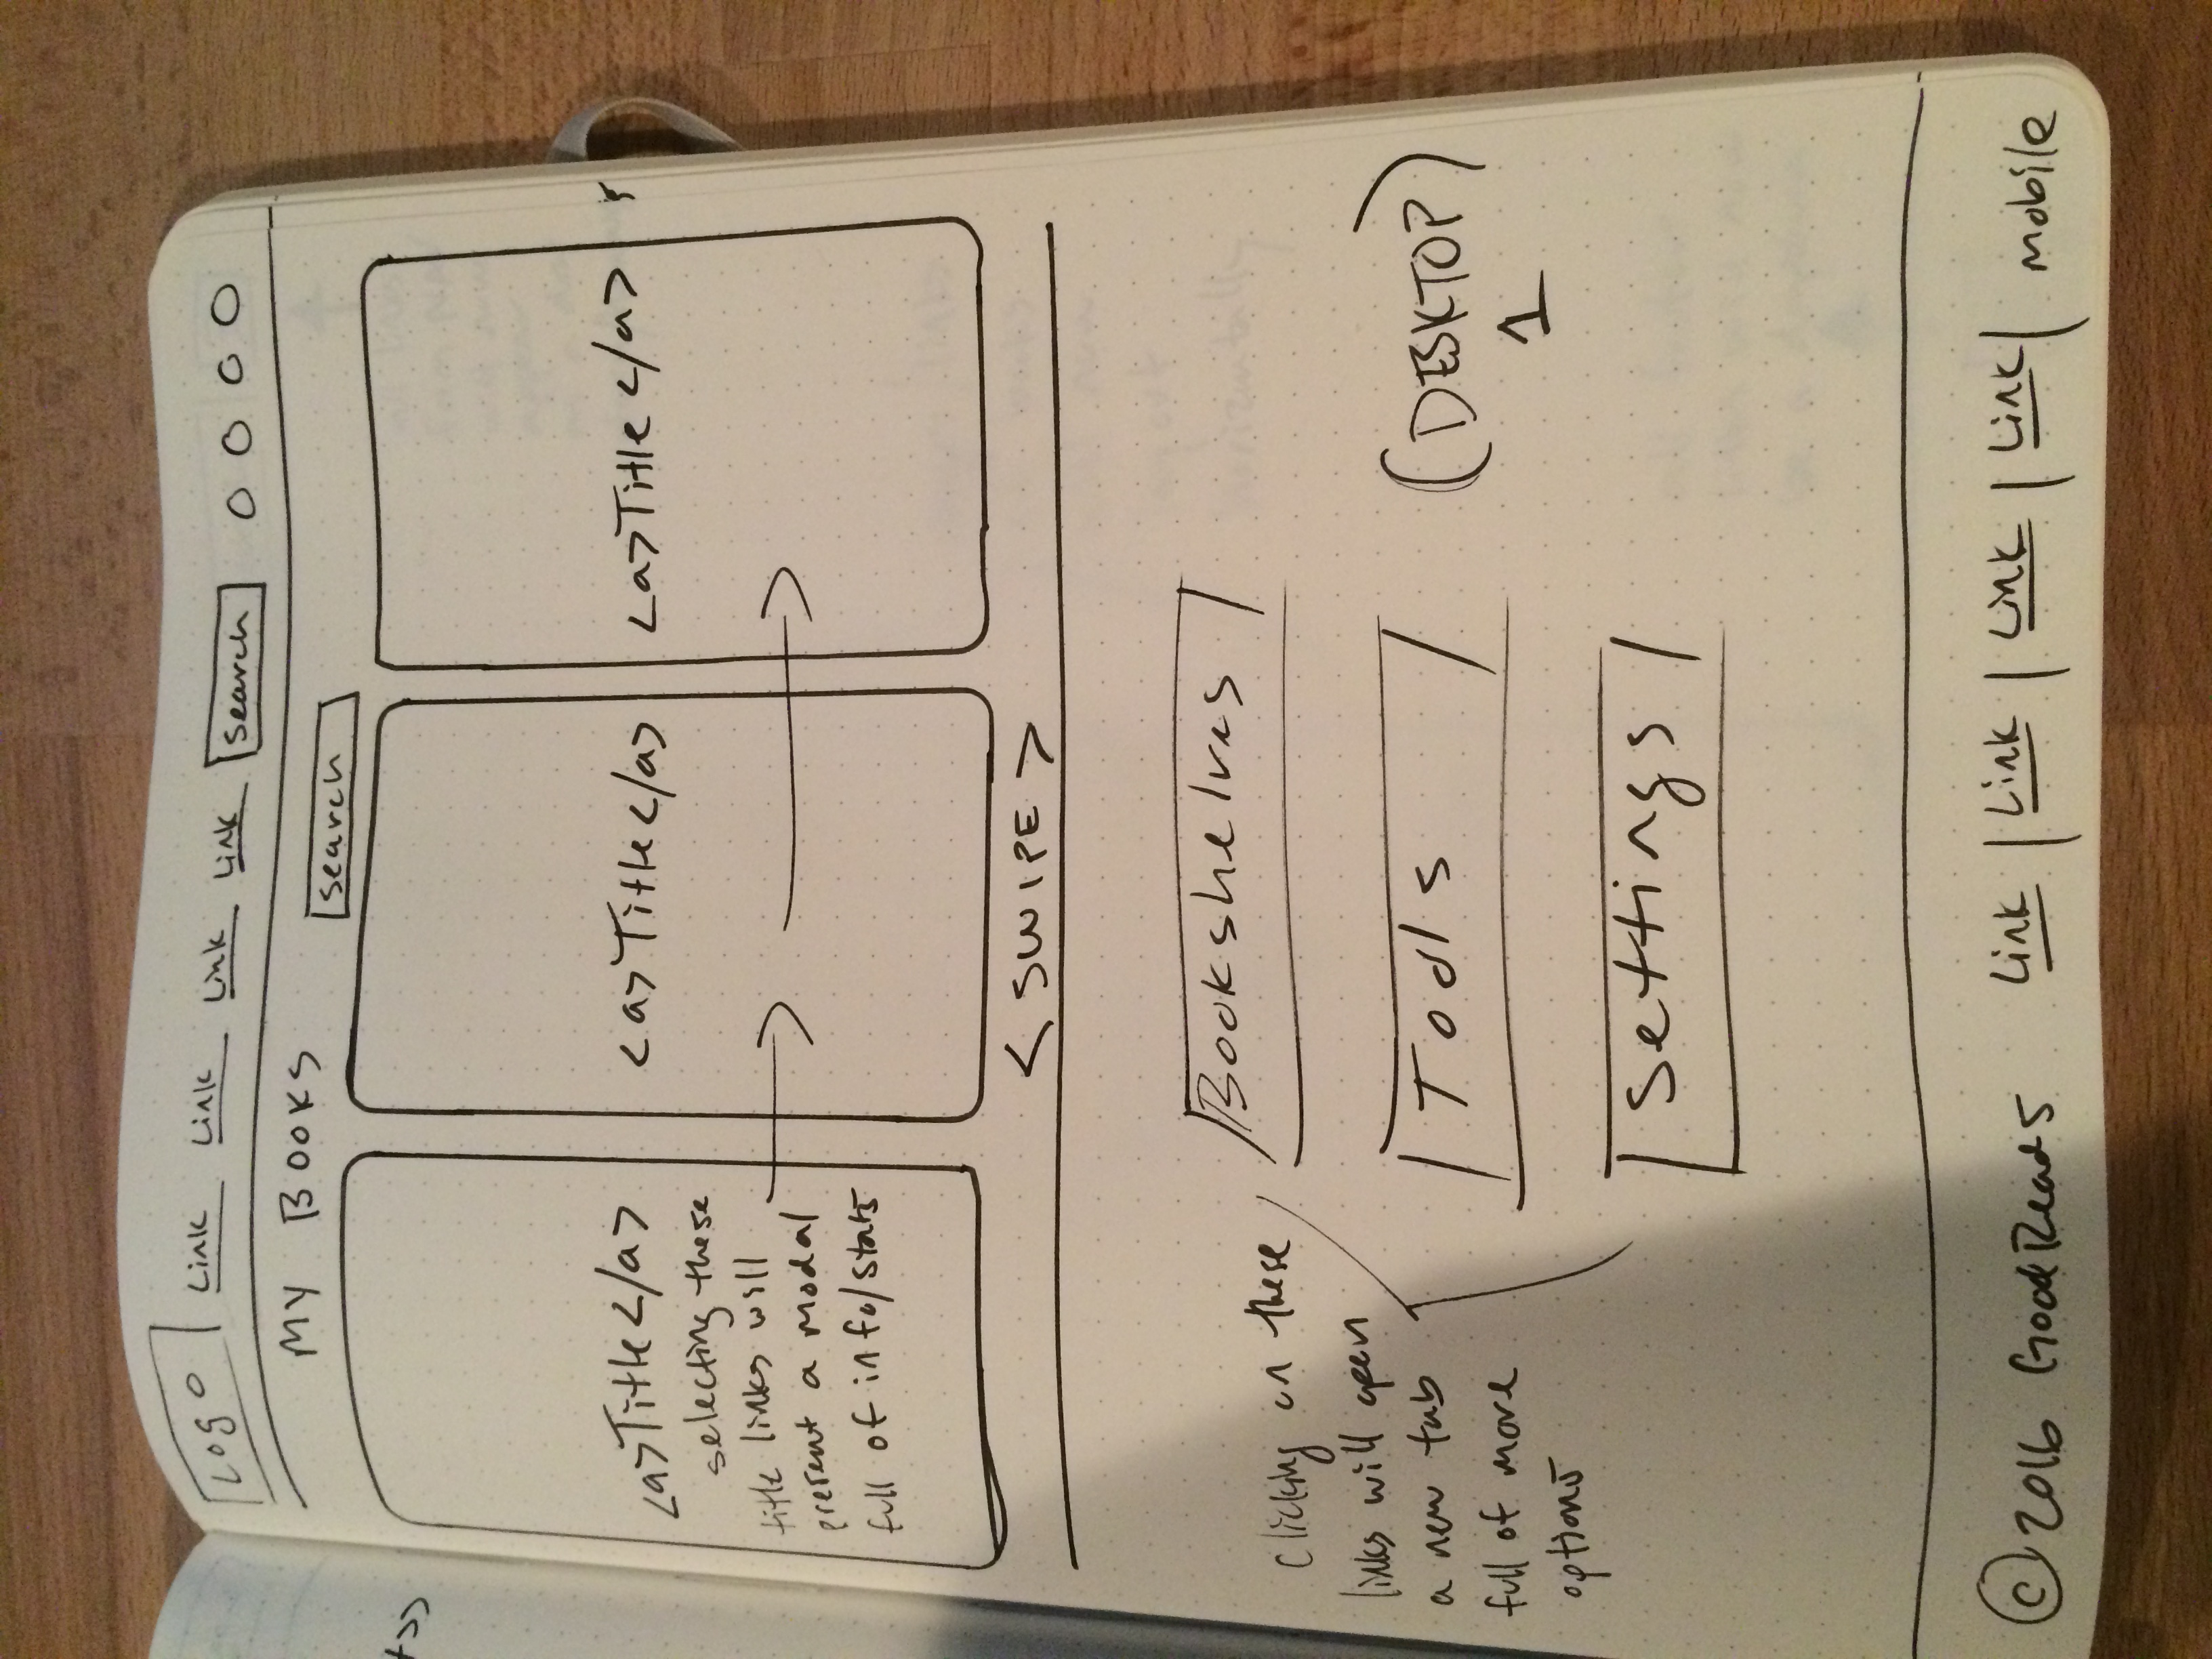 Logo Link Link Link Link Search
MY BOOKS
search
<a>Title</a>
selecting these
title links will
present a modal
full of info/stats
<a>Title</a>
<a>Title</a>
< SWIPE >
Bookshelves
Clicking on these
links will open
a new tab
full of more
options
Tools
(DESKTOP)
1
Settings
© 2016 GoodReads Link | Link | Link | Link | mobile